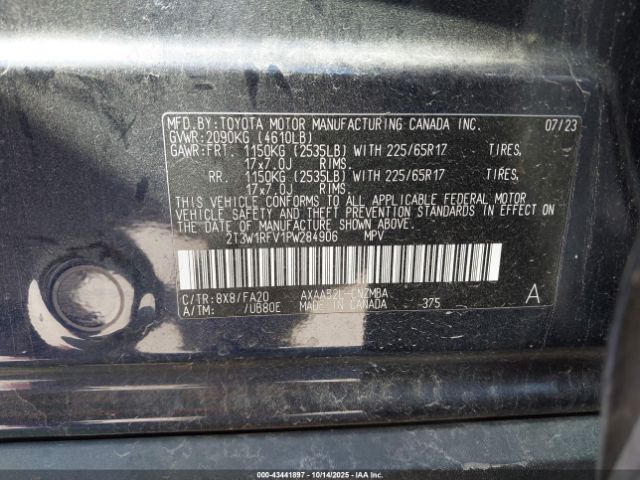 MFD.BY:TOYOTA MOTOR MANUFACTURING CANADA INC. 07/23
GVWR:2090KG (4610LB)
GAWR:FRT. 1150KG (2535LB) WITH 225/65R17 TIRES,
17x7.0J RIMS,
RR. 1150KG (2535LB) WITH 225/65R17 TIRES,
17x7.0J RIMS.
THIS VEHICLE CONFORMS TO ALL APPLICABLE FEDERAL MOTOR
VEHICLE SAFETY AND THEFT PREVENTION STANDARDS IN EFFECT ON
THE DATE OF MANUFACTURE SHOWN ABOVE.
2T3W1RFV1PW284906 MPV
C/TR:8X8/FA20 AXAA52L-CNZMBA
A/TM: /UB80E MADE IN CANADA 375 A
000-43441897 - 10/14/2025 - IAAI.COM